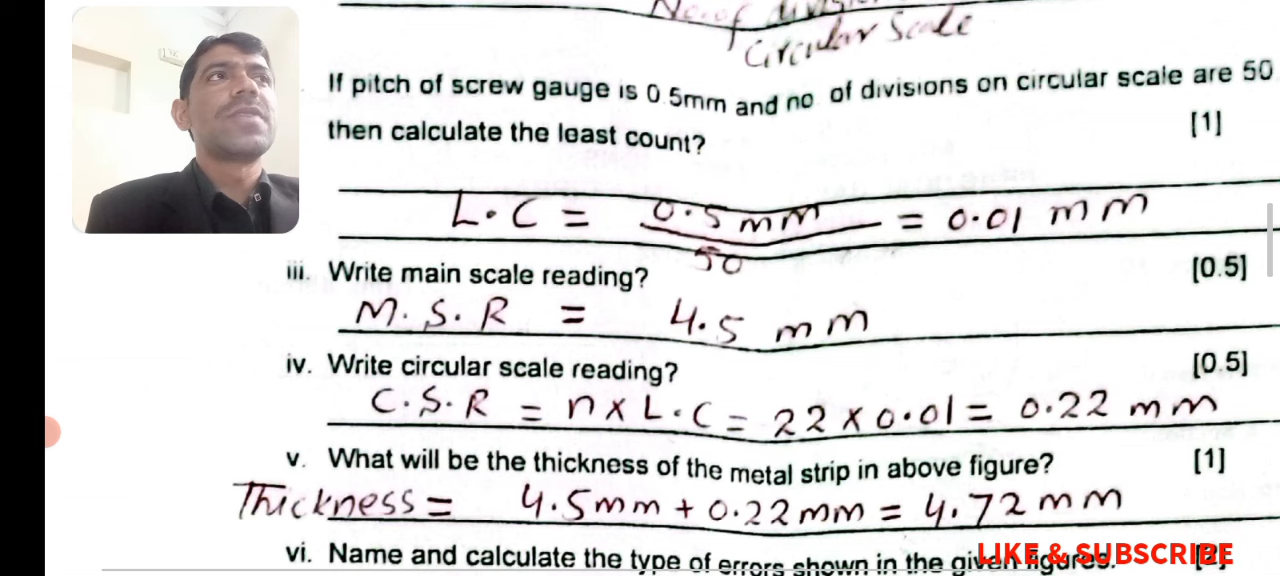 No. of
Circular Scale
If pitch of screw gauge is 0.5mm and no of divisions on circular scale are 50
then calculate the least count? [1]
L.C = 0.5 mm / 50 = 0.01 mm
iii. Write main scale reading? [0.5]
M.S.R = 4.5 mm
iv. Write circular scale reading? [0.5]
C.S.R = n x L.C = 22 x 0.01 = 0.22 mm
v. What will be the thickness of the metal strip in above figure? [1]
Thickness = 4.5mm + 0.22mm = 4.72mm
vi. Name and calculate the type of errors shown in the given figures.
LIKE & SUBSCRIBE